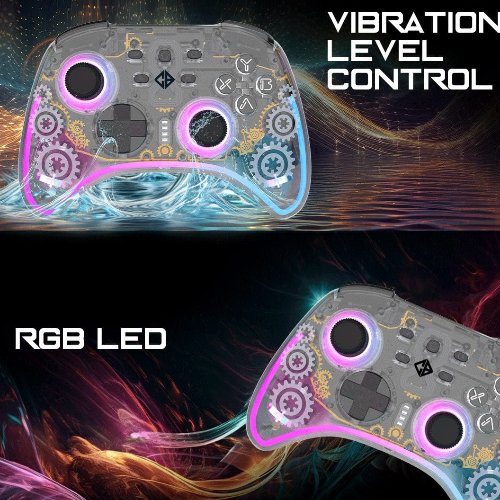 VIBRATION
LEVEL
CONTROL
Y
X B
A
RGB LED